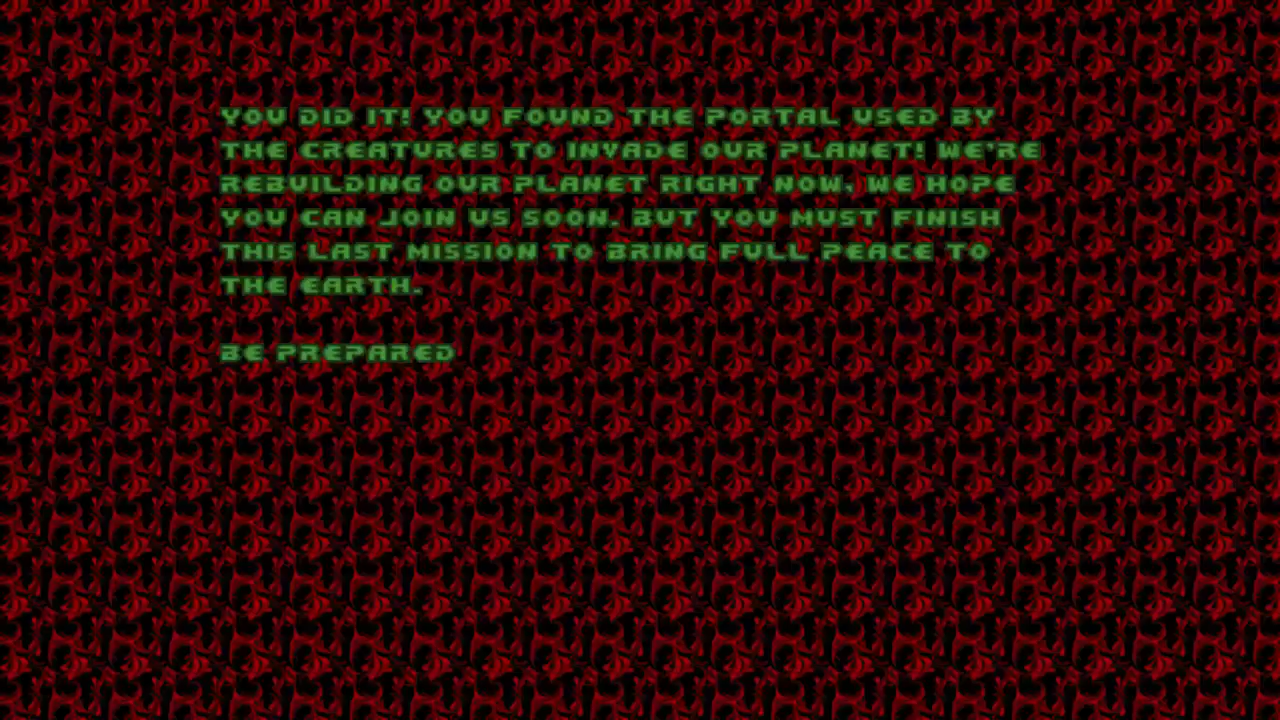 YOU DID IT! YOU FOUND THE PORTAL USED BY
THE CREATURES TO INVADE OUR PLANET! WE'RE
REBUILDING OUR PLANET RIGHT NOW, WE HOPE
YOU CAN JOIN US SOON. BUT YOU MUST FINISH
THIS LAST MISSION TO BRING FULL PEACE TO
THE EARTH.
BE PREPARED